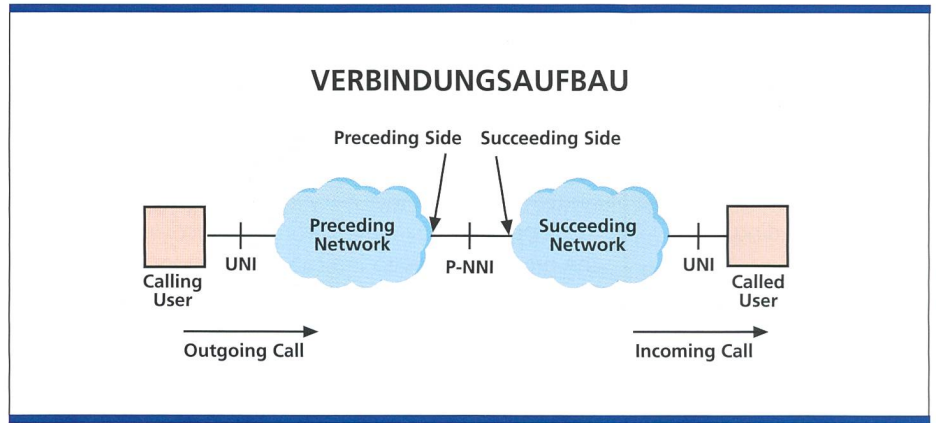 VERBINDUNGSAUFBAU
Preceding Side
Succeeding Side
Preceding
Network
Succeeding
Network
UNI
P-NNI
UNI
Calling
User
Called
User
Outgoing Call
Incoming Call